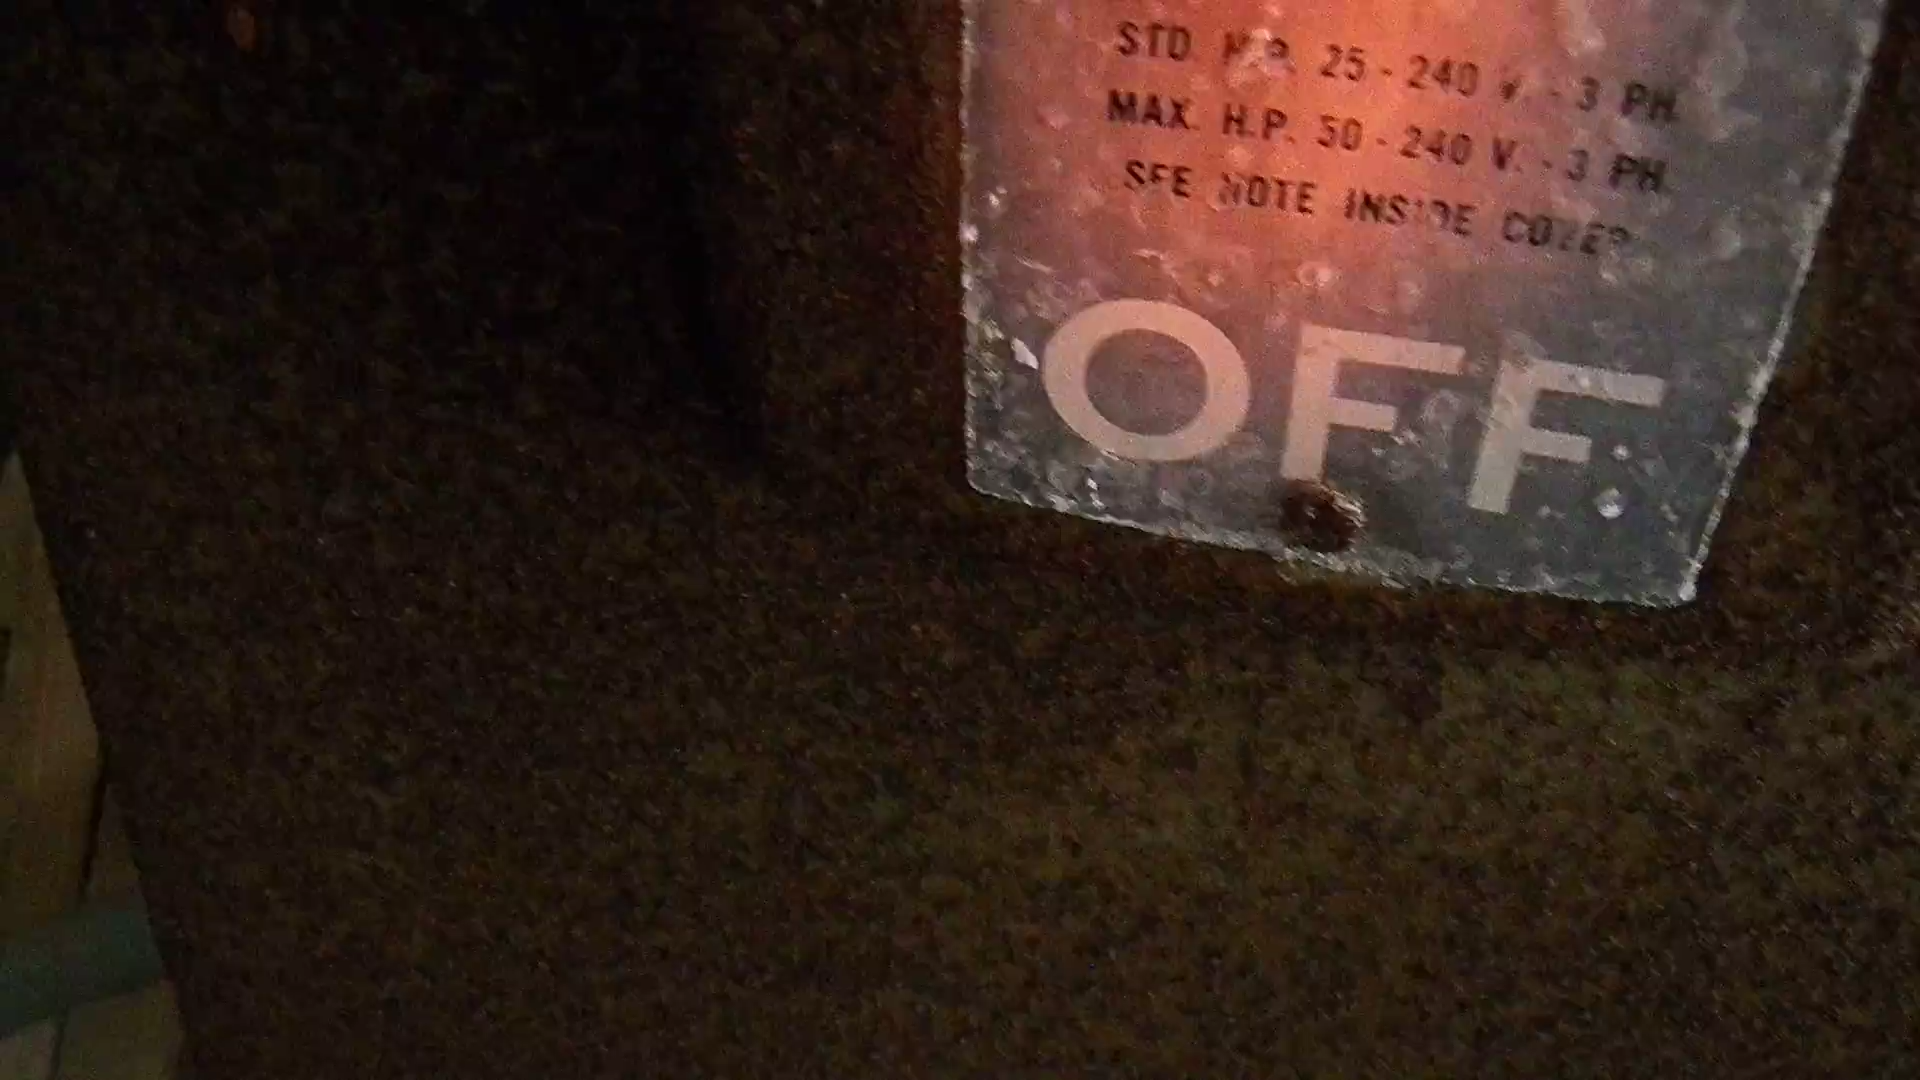 STD H.P. 25 - 240 V. - 3 PH.
MAX. H.P. 50 - 240 V. - 3 PH.
SEE NOTE INSIDE COVER
OFF